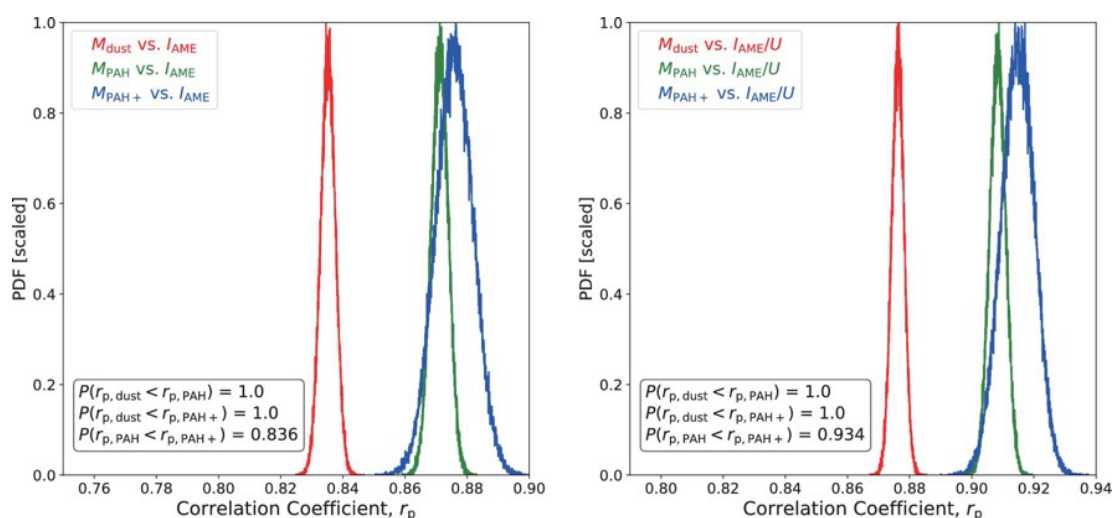 M_dust vs. I_AME
M_PAH vs. I_AME
M_PAH+ vs. I_AME
1.0
0.8
0.6
0.4
0.2
0.0
PDF [scaled]
P(r_p, dust < r_p, PAH) = 1.0
P(r_p, dust < r_p, PAH+) = 1.0
P(r_p, PAH < r_p, PAH+) = 0.836
0.76 0.78 0.80 0.82 0.84 0.86 0.88 0.90
Correlation Coefficient, r_p
M_dust vs. I_AME/U
M_PAH vs. I_AME/U
M_PAH+ vs. I_AME/U
1.0
0.8
0.6
0.4
0.2
0.0
PDF [scaled]
P(r_p, dust < r_p, PAH) = 1.0
P(r_p, dust < r_p, PAH+) = 1.0
P(r_p, PAH < r_p, PAH+) = 0.934
0.80 0.82 0.84 0.86 0.88 0.90 0.92 0.94
Correlation Coefficient, r_p